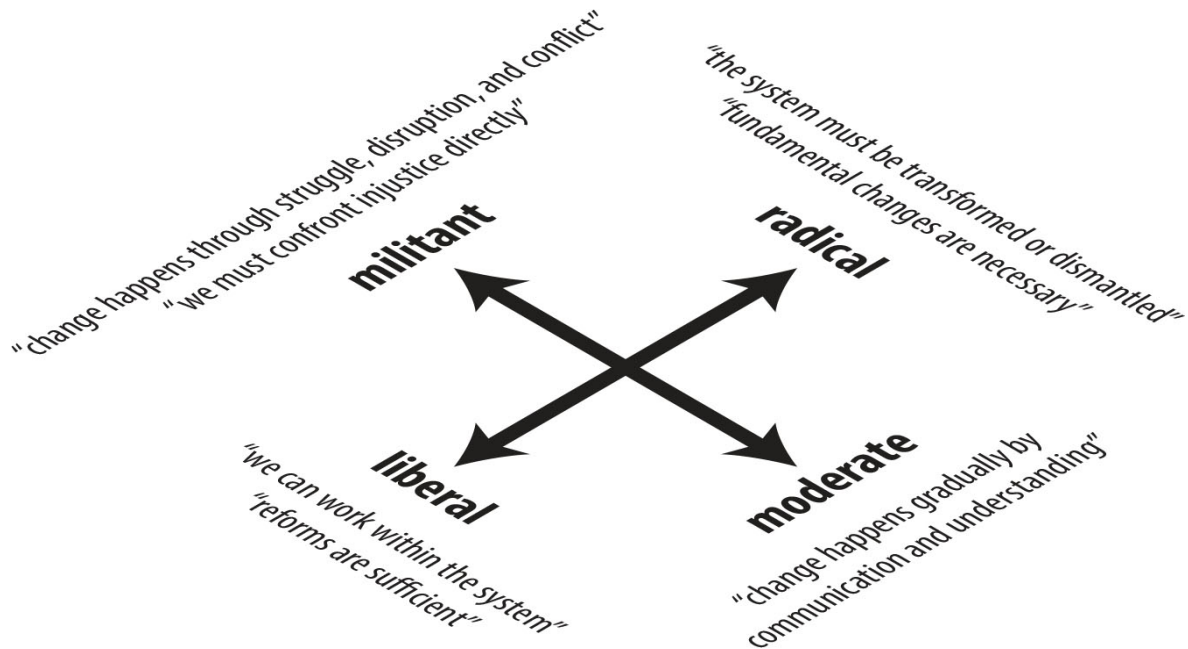 “change happens through struggle, disruption, and conflict”
“we must confront injustice directly”
militant
“the system must be transformed or dismantled”
“fundamental changes are necessary”
radical
liberal
“we can work within the system”
“reforms are sufficient”
moderate
“change happens gradually by
communication and understanding”